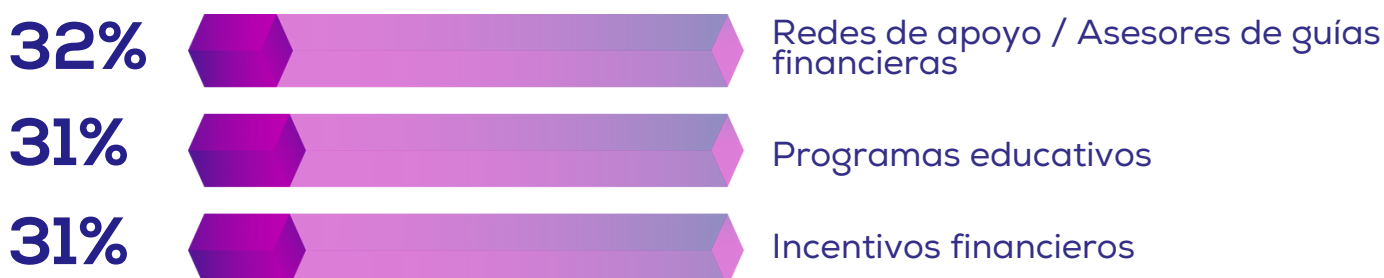 32%
Redes de apoyo / Asesores de guías
financieras
31%
Programas educativos
31%
Incentivos financieros